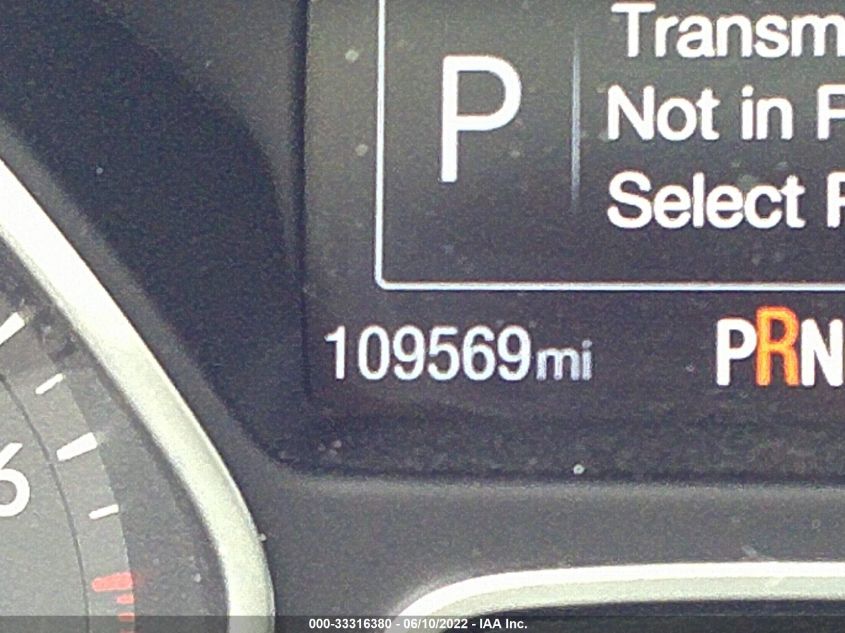 P
Transm
Not in P
Select P
109569mi
PRN
6
000-33316380 - 06/10/2022 - IAA Inc.